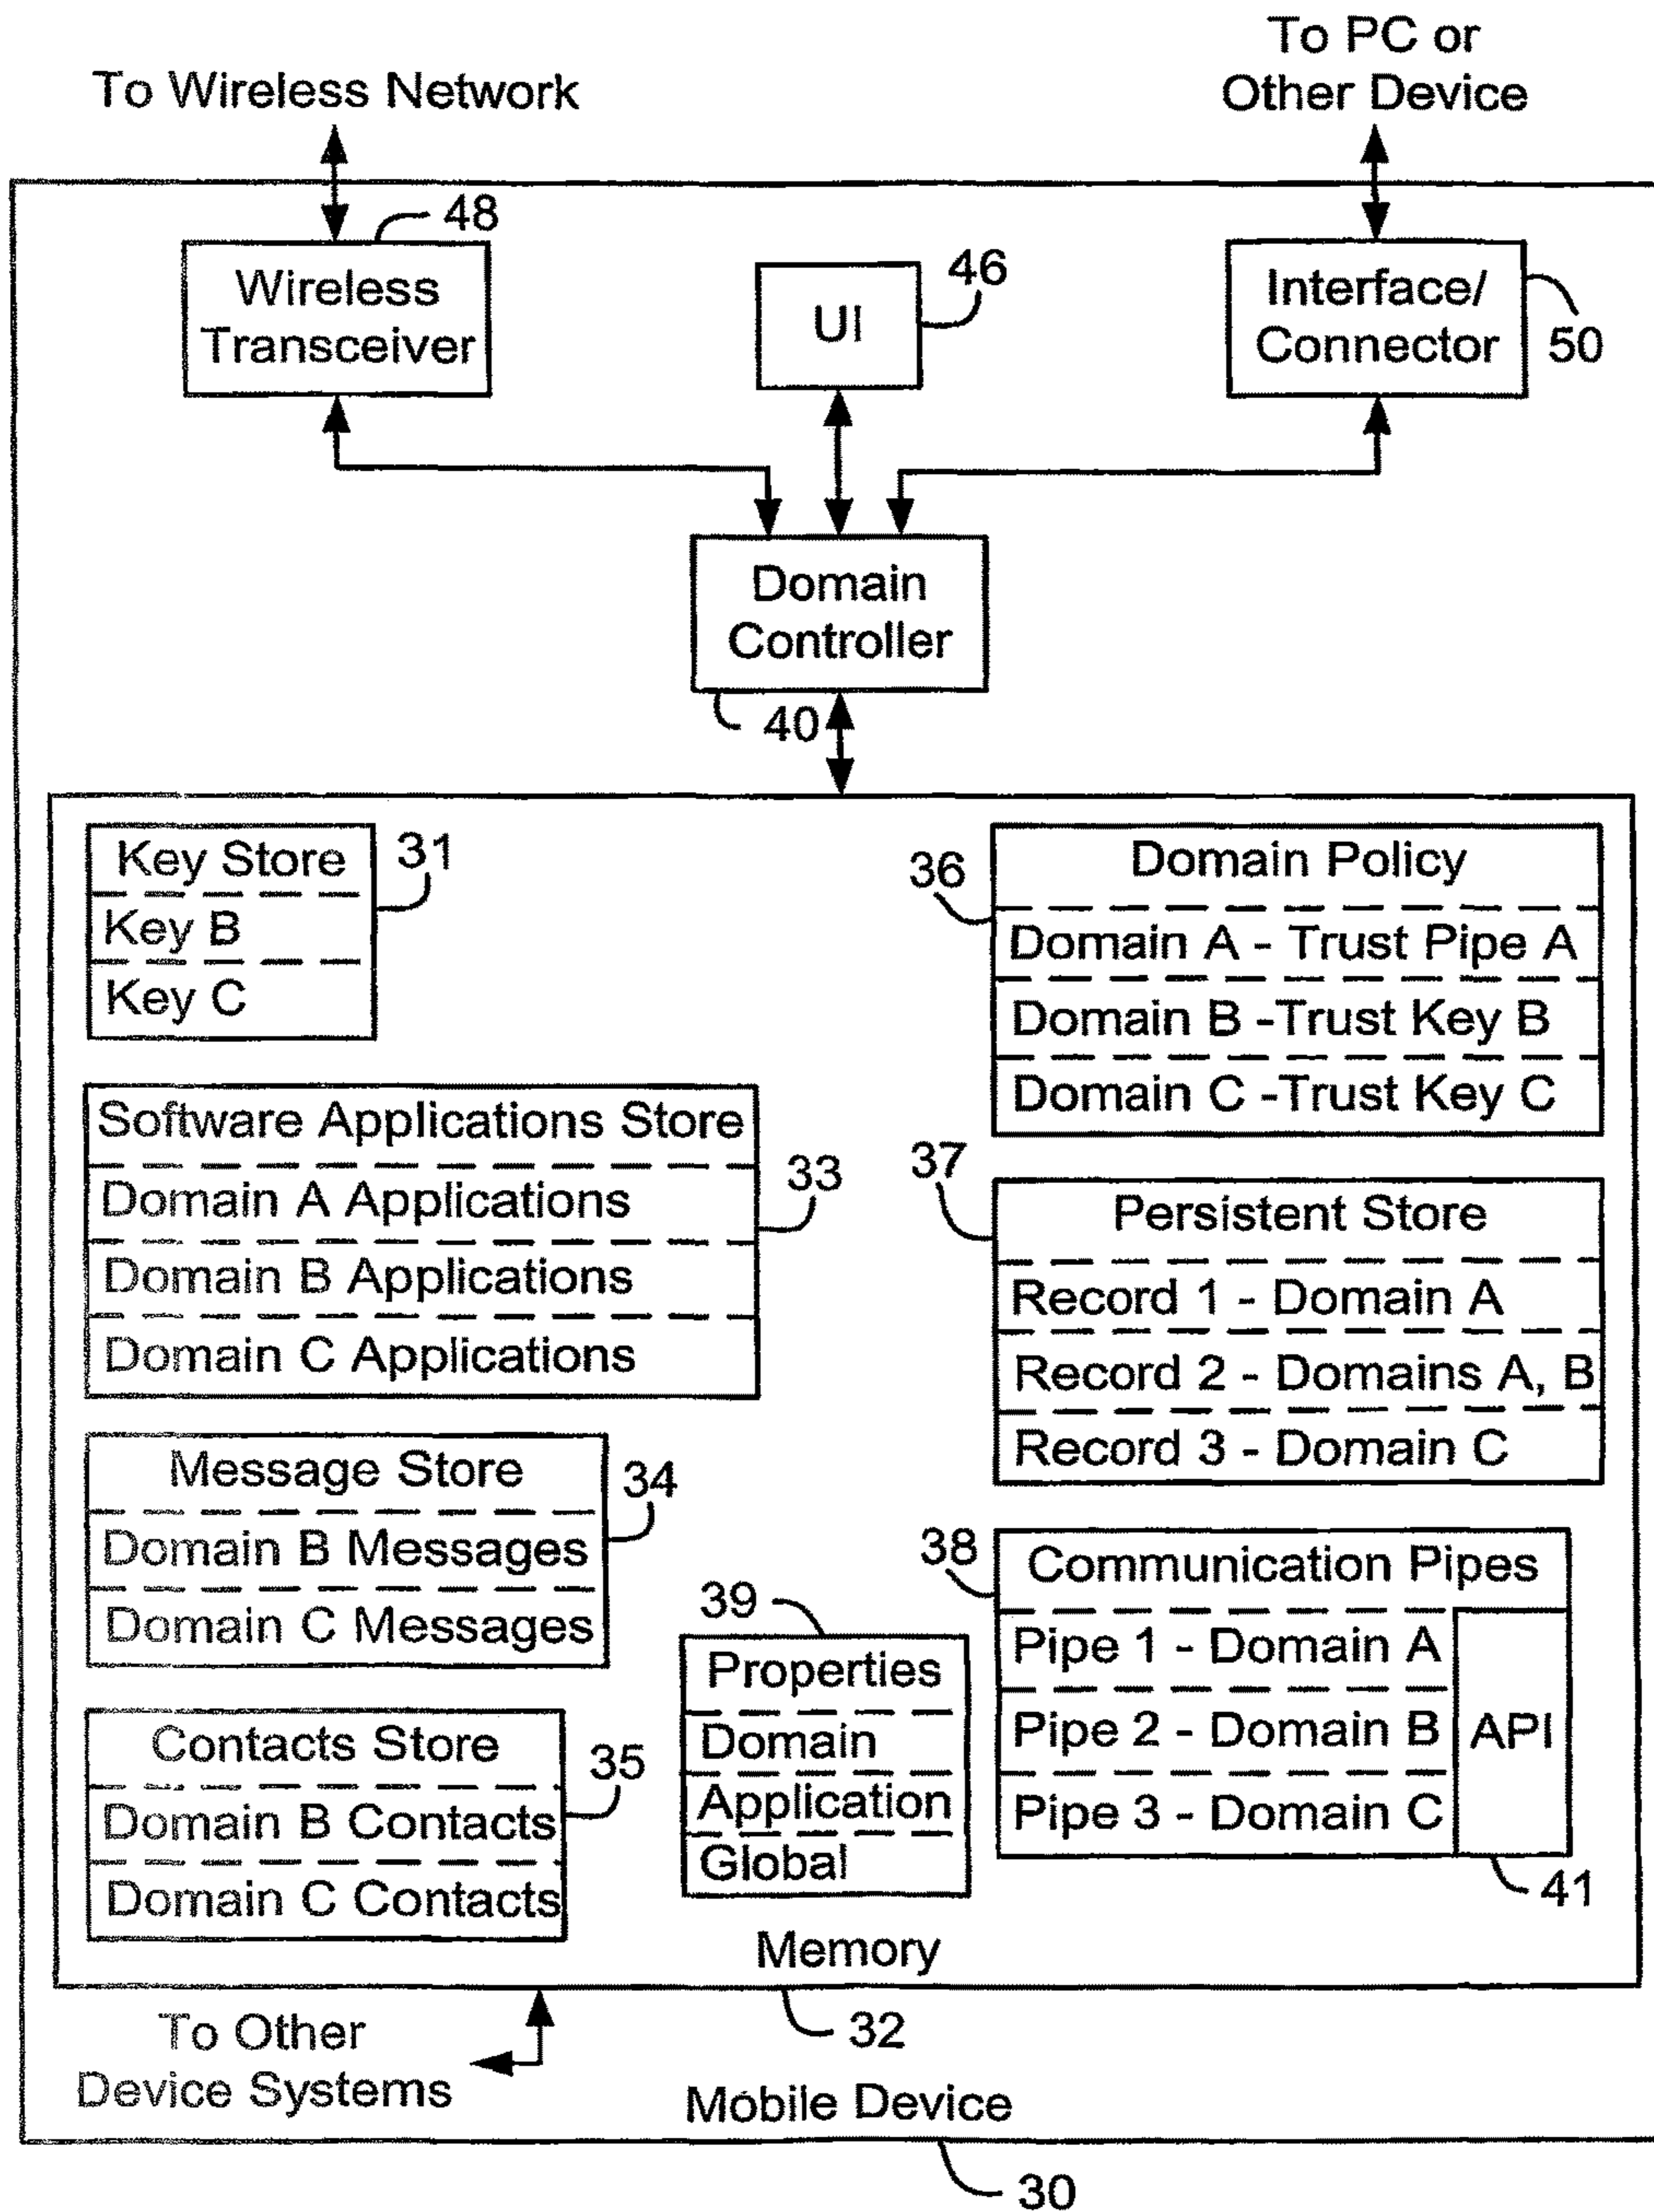 To Wireless Network
To PC or
Other Device
48
Wireless
Transceiver
46
UI
Interface/
Connector
50
Domain
Controller
40
Key Store
Key B
Key C
31
36
Domain Policy
Domain A - Trust Pipe A
Domain B -Trust Key B
Domain C -Trust Key C
Software Applications Store
Domain A Applications
Domain B Applications
Domain C Applications
33
37
Persistent Store
Record 1 - Domain A
Record 2 - Domains A, B
Record 3 - Domain C
Message Store
Domain B Messages
Domain C Messages
34
38
Communication Pipes
Pipe 1 - Domain A
Pipe 2 - Domain B
Pipe 3 - Domain C
API
41
39
Properties
Domain
Application
Global
Contacts Store
Domain B Contacts
Domain C Contacts
35
Memory
32
To Other
Device Systems
Mobile Device
30